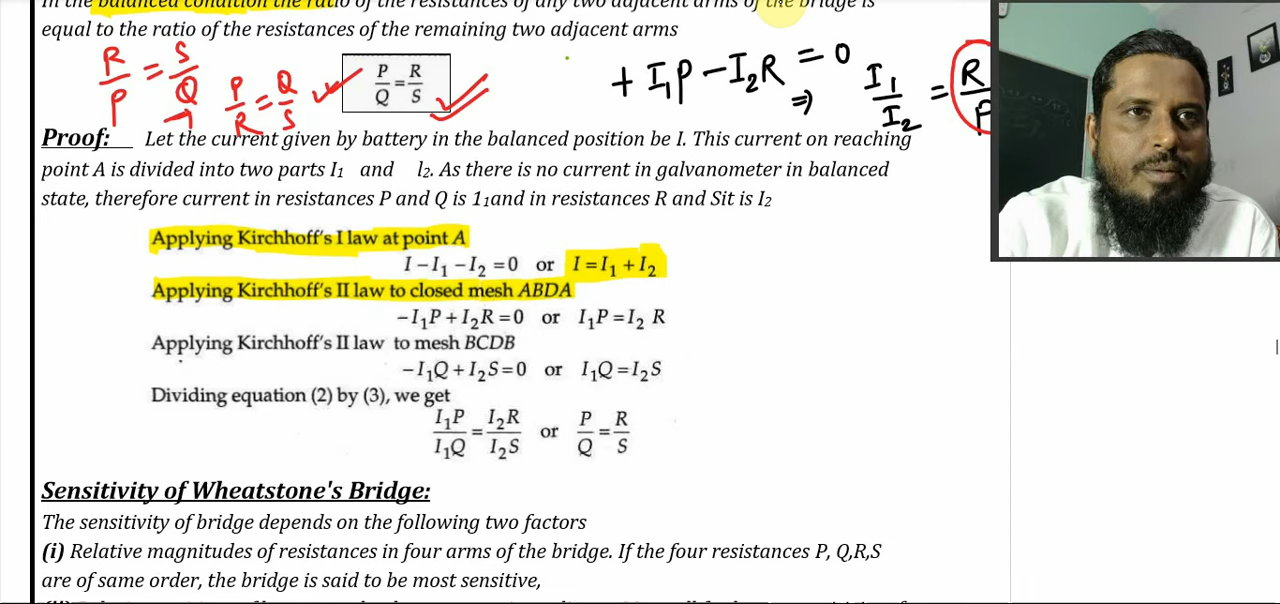 In the balanced condition the ratio of the resistances of any two adjacent arms of the bridge is
equal to the ratio of the resistances of the remaining two adjacent arms
R/P = S/Q
P/R = Q/S
P/Q = R/S
+ I₁P − I₂R = 0
⇒ I₁/I₂ = R/P
Proof: Let the current given by battery in the balanced position be I. This current on reaching
point A is divided into two parts I₁ and l₂. As there is no current in galvanometer in balanced
state, therefore current in resistances P and Q is 1₁and in resistances R and Sit is I₂
Applying Kirchhoff's I law at point A
I − I₁ − I₂ = 0 or I = I₁ + I₂
Applying Kirchhoff's II law to closed mesh ABDA
−I₁P + I₂R = 0 or I₁P = I₂ R
Applying Kirchhoff's II law to mesh BCDB
−I₁Q + I₂S = 0 or I₁Q = I₂S
Dividing equation (2) by (3), we get
I₁P/I₁Q = I₂R/I₂S or P/Q = R/S
Sensitivity of Wheatstone's Bridge:
The sensitivity of bridge depends on the following two factors
(i) Relative magnitudes of resistances in four arms of the bridge. If the four resistances P, Q,R,S
are of same order, the bridge is said to be most sensitive,